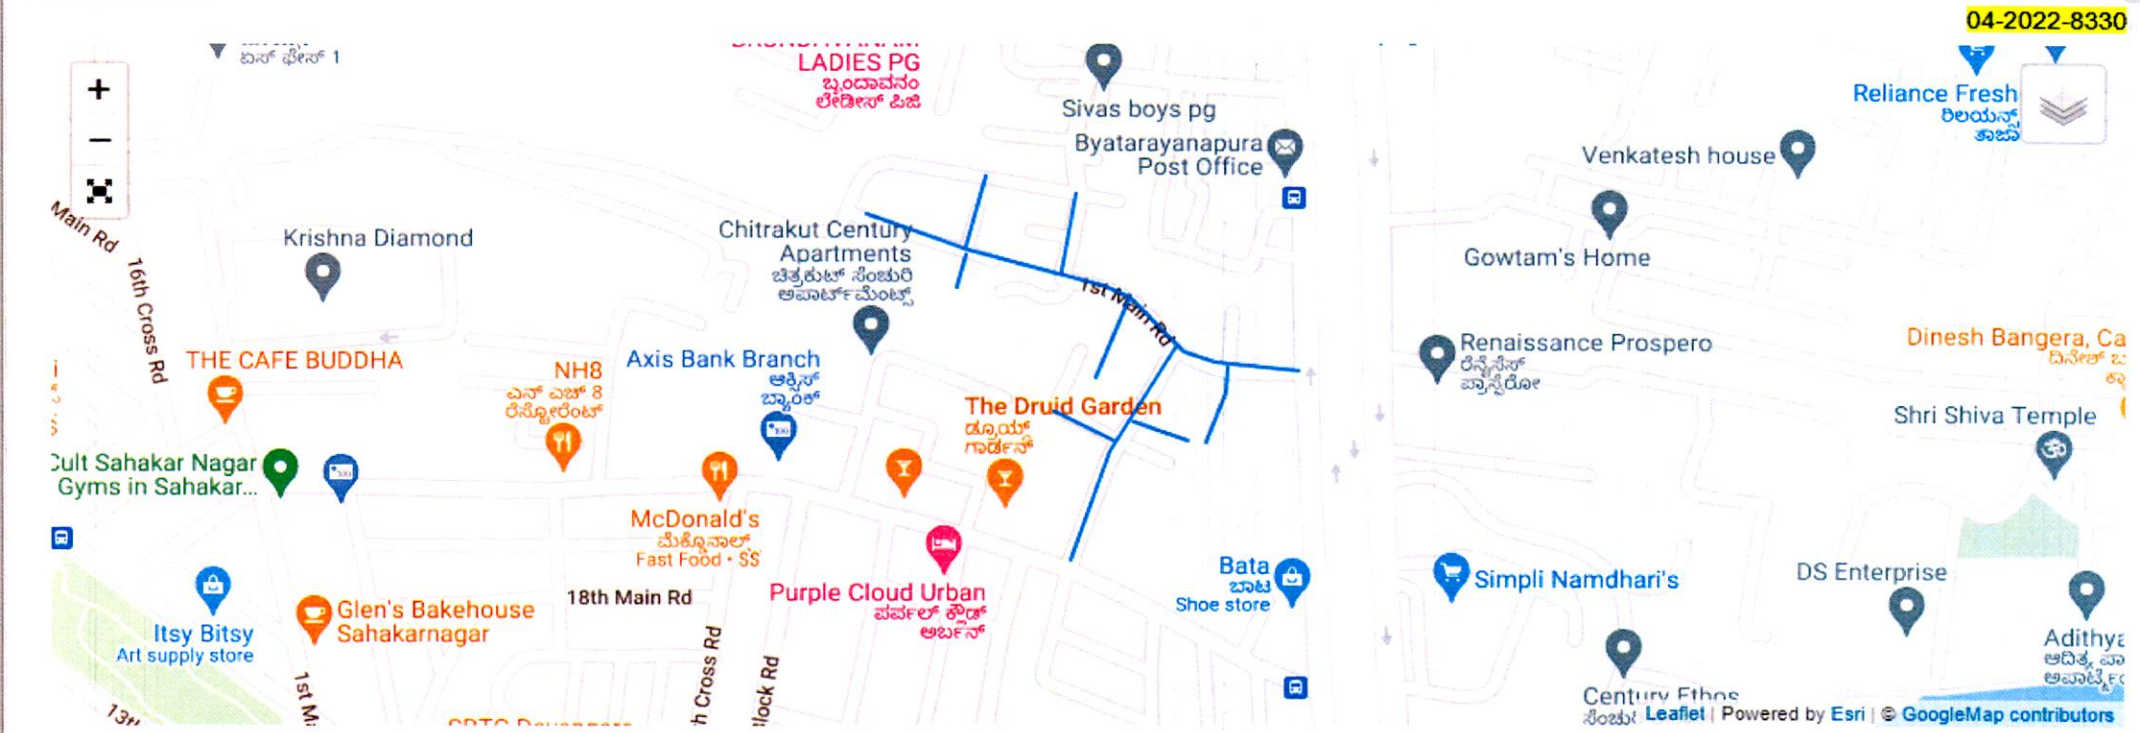 04-2022-8330
ಏಸ್ ಫೇಸ್ 1
LADIES PG
ಬೃಂದಾವನಂ
ಲೇಡೀಸ್ ಪಿಜಿ
Sivas boys pg
Byatarayanapura
Post Office
Reliance Fresh
ರಿಲಯನ್ಸ್
ತಾಜಾ
Venkatesh house
Main Rd
16th Cross Rd
Krishna Diamond
Chitrakut Century
Apartments
ಚಿತ್ರಕುಟ್ ಸೆಂಚುರಿ
ಅಪಾರ್ಟ್ಮೆಂಟ್ಸ್
Gowtam's Home
1st Main Rd
THE CAFE BUDDHA
NH8
ಎನ್ ಎಚ್ 8
ರೆಸ್ಟೋರೆಂಟ್
Axis Bank Branch
ಆಕ್ಸಿಸ್
ಬ್ಯಾಂಕ್
Renaissance Prospero
ರೆನೈಸೆಸ್
ಪ್ರಾಸ್ಪೆರೋ
Dinesh Bangera, Ca
The Druid Garden
ಡ್ರೂಯ್ಡ್
ಗಾರ್ಡನ್
Shri Shiva Temple
Cult Sahakar Nagar
Gyms in Sahakar...
McDonald's
ಮೆಕ್ಡೊನಾಲ್ಡ್
Fast Food • $$
Purple Cloud Urban
ಪರ್ಪಲ್ ಕ್ಲೌಡ್
ಅರ್ಬನ್
Bata
ಬಾಟ
Shoe store
Simpli Namdhari's
DS Enterprise
Itsy Bitsy
Art supply store
Glen's Bakehouse
Sahakarnagar
18th Main Rd
Cross Rd
Century Ethos
Leaflet | Powered by Esri | © GoogleMap contributors